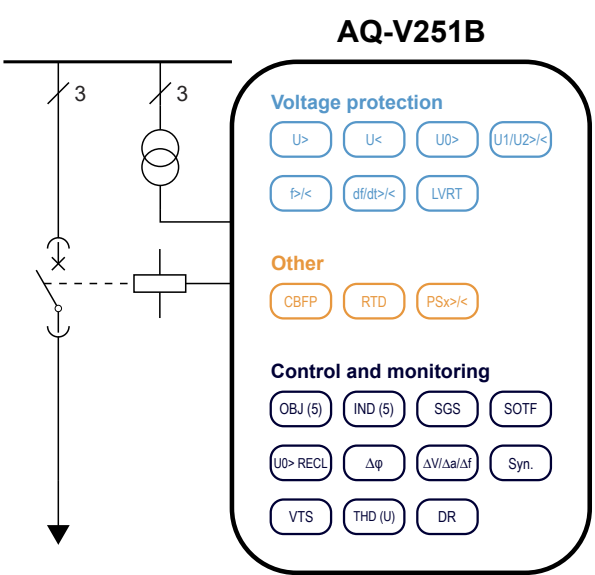 AQ-V251B
3
3
Voltage protection
U> U< U0> U1/U2>/<
f>/< df/dt>/< LVRT
Other
CBFP RTD PSx>/<
Control and monitoring
OBJ (5) IND (5) SGS SOTF
U0> RECL Δφ ΔV/Δa/Δf Syn.
VTS THD (U) DR